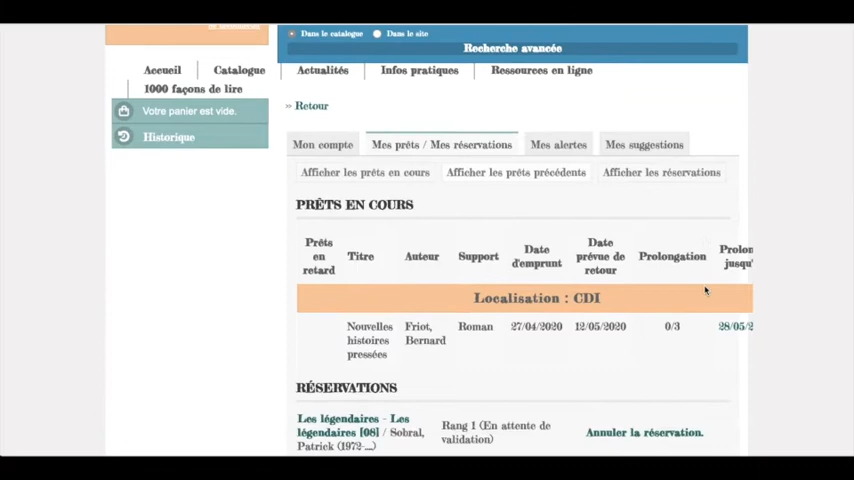 Dans le catalogue Dans le site
Recherche avancée
Accueil Catalogue Actualités Infos pratiques Ressources en ligne
1000 façons de lire
Votre panier est vide.
Historique
» Retour
Mon compte Mes prêts / Mes réservations Mes alertes Mes suggestions
Afficher les prêts en cours Afficher les prêts précédents Afficher les réservations
PRÊTS EN COURS
Prêts en retard Titre Auteur Support Date d'emprunt Date prévue de retour Prolongation Prolon jusqu'
Localisation : CDI
Nouvelles histoires pressées Friot, Bernard Roman 27/04/2020 12/05/2020 0/3 28/05/2
RÉSERVATIONS
Les légendaires - Les légendaires [08] / Sobral, Patrick (1972-...) Rang 1 (En attente de validation) Annuler la réservation.